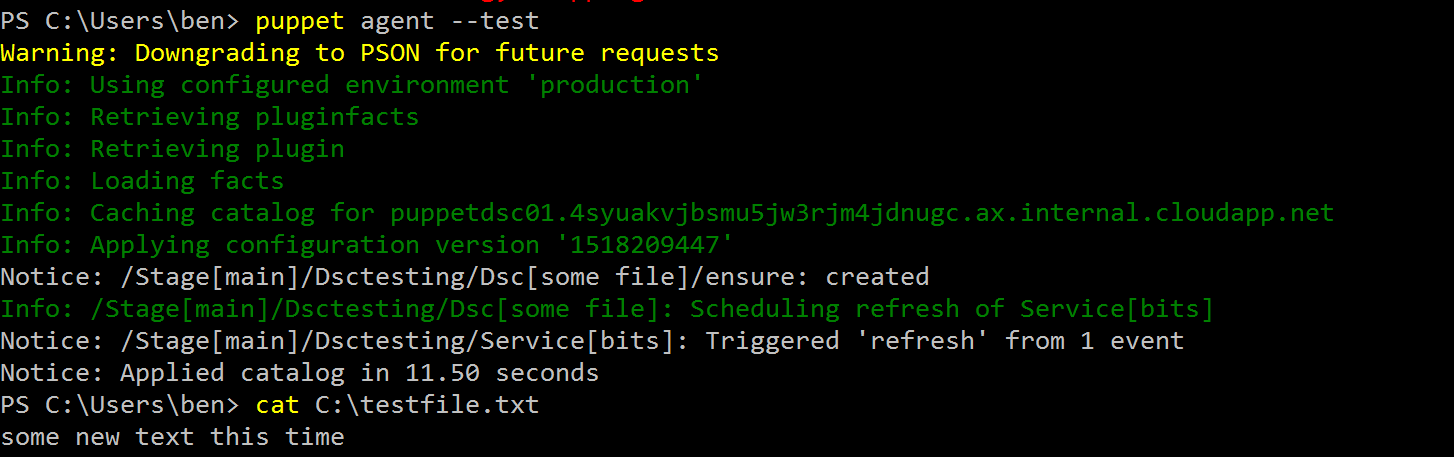 PS C:\Users\ben> puppet agent --test
Warning: Downgrading to PSON for future requests
Info: Using configured environment 'production'
Info: Retrieving pluginfacts
Info: Retrieving plugin
Info: Loading facts
Info: Caching catalog for puppetdsc01.4syuakvjbsmu5jw3rjm4jdnugc.ax.internal.cloudapp.net
Info: Applying configuration version '1518209447'
Notice: /Stage[main]/Dsctesting/Dsc[some file]/ensure: created
Info: /Stage[main]/Dsctesting/Dsc[some file]: Scheduling refresh of Service[bits]
Notice: /Stage[main]/Dsctesting/Service[bits]: Triggered 'refresh' from 1 event
Notice: Applied catalog in 11.50 seconds
PS C:\Users\ben> cat C:\testfile.txt
some new text this time